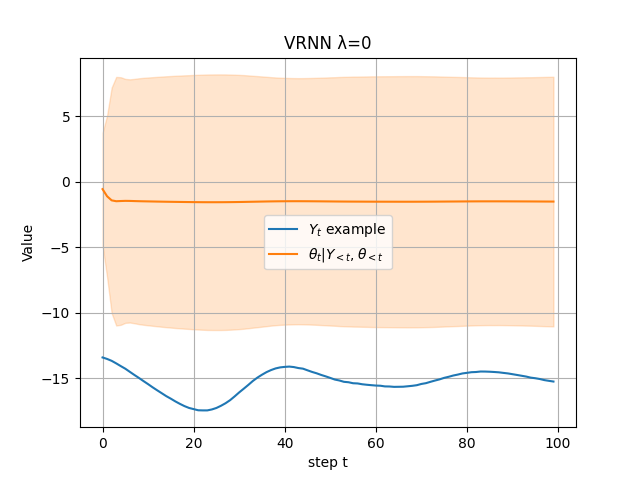 VRNN λ=0
Value
5
0
−5
−10
−15
Y_t example
θ_t|Y_{<t}, θ_{<t}
0 20 40 60 80 100
step t